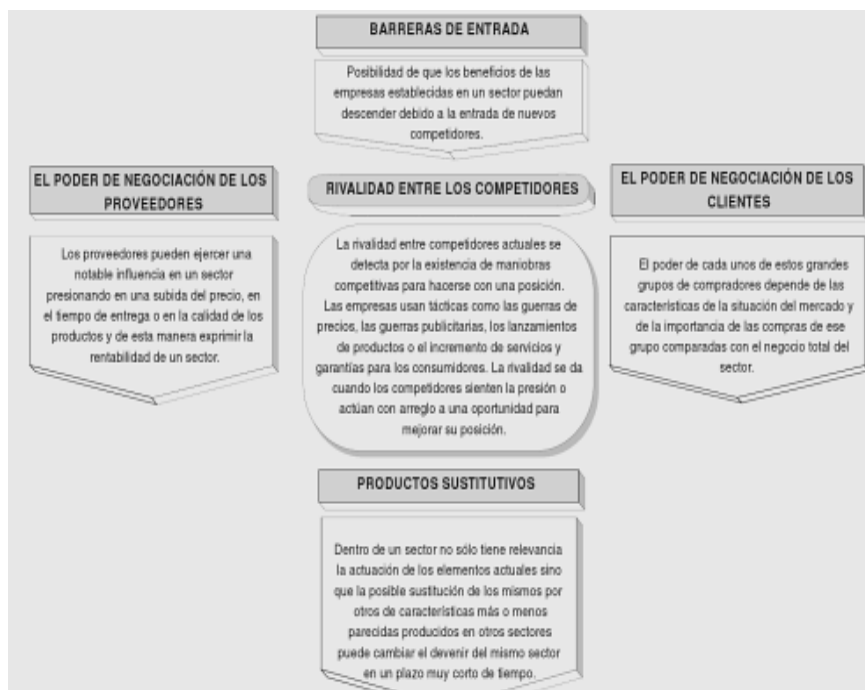 BARRERAS DE ENTRADA
Posibilidad de que los beneficios de las
empresas establecidas en un sector puedan
descender debido a la entrada de nuevos
competidores.
EL PODER DE NEGOCIACIÓN DE LOS
PROVEEDORES
Los proveedores pueden ejercer una
notable influencia en un sector
presionando en una subida del precio, en
el tiempo de entrega o en la calidad de los
productos y de esta manera exprimir la
rentabilidad de un sector.
RIVALIDAD ENTRE LOS COMPETIDORES
La rivalidad entre competidores actuales se
detecta por la existencia de maniobras
competitivas para hacerse con una posición.
Las empresas usan tácticas como las guerras de
precios, las guerras publicitarias, los lanzamientos
de productos o el incremento de servicios y
garantías para los consumidores. La rivalidad se da
cuando los competidores sienten la presión o
actúan con arreglo a una oportunidad para
mejorar su posición.
EL PODER DE NEGOCIACIÓN DE LOS
CLIENTES
El poder de cada unos de estos grandes
grupos de compradores depende de las
características de la situación del mercado y
de la importancia de las compras de ese
grupo comparadas con el negocio total del
sector.
PRODUCTOS SUSTITUTIVOS
Dentro de un sector no sólo tiene relevancia
la actuación de los elementos actuales sino
que la posible sustitución de los mismos por
otros de características más o menos
parecidas producidos en otros sectores
puede cambiar el devenir del mismo sector
en un plazo muy corto de tiempo.